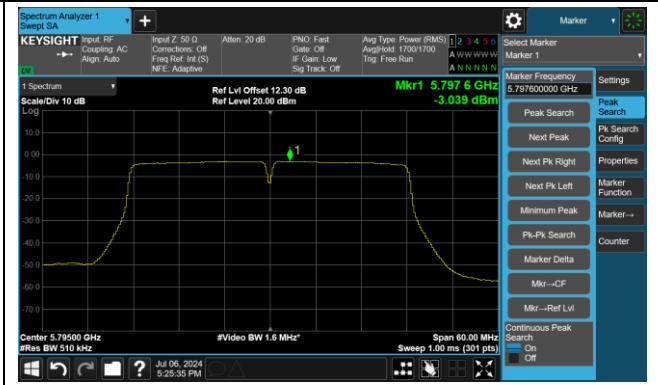 Spectrum Analyzer 1
Swept SA
Marker
KEYSIGHT
Input: RF
Coupling: AC
Align: Auto
Input Z: 50 Ω
Corrections: Off
Freq Ref: Int (S)
NFE: Adaptive
Atten: 20 dB
PNO: Fast
Gate: Off
IF Gain: Low
Sig Track: Off
Avg Type: Power (RMS)
Avg|Hold: 1700/1700
Trig: Free Run
1 2 3 4 5 6
A W W W W W
A N N N N N
Select Marker
Marker 1
LXI
1 Spectrum
Scale/Div 10 dB
Log
Ref Lvl Offset 12.30 dB
Ref Level 20.00 dBm
Mkr1 5.797 6 GHz
-3.039 dBm
10.0
0.00
-10.0
-20.0
-30.0
-40.0
-50.0
-60.0
-70.0
1
Center 5.79500 GHz
#Res BW 510 kHz
#Video BW 1.6 MHz*
Span 60.00 MHz
Sweep 1.00 ms (301 pts)
Marker Frequency
5.797600000 GHz
Peak Search
Next Peak
Next Pk Right
Next Pk Left
Minimum Peak
Pk-Pk Search
Marker Delta
Mkr→CF
Mkr→Ref Lvl
Continuous Peak
Search
On
Off
Settings
Peak
Search
Pk Search
Config
Properties
Marker
Function
Marker→
Counter
Jul 06, 2024
5:25:35 PM